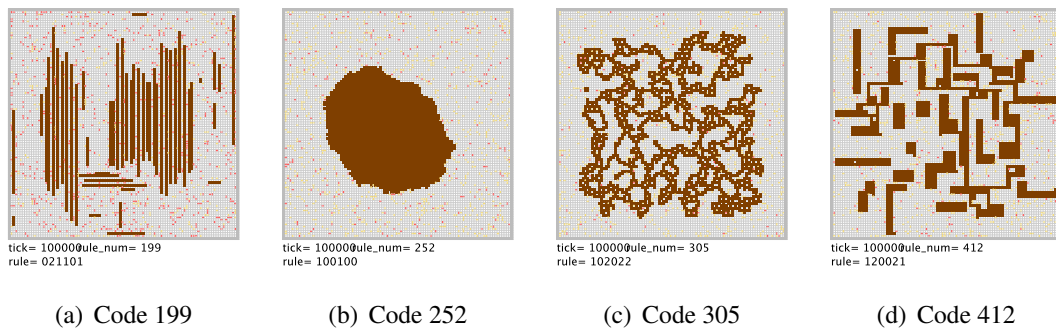 tick= 100000rule_num= 199
rule= 021101
(a) Code 199
tick= 100000rule_num= 252
rule= 100100
(b) Code 252
tick= 100000rule_num= 305
rule= 102022
(c) Code 305
tick= 100000rule_num= 412
rule= 120021
(d) Code 412